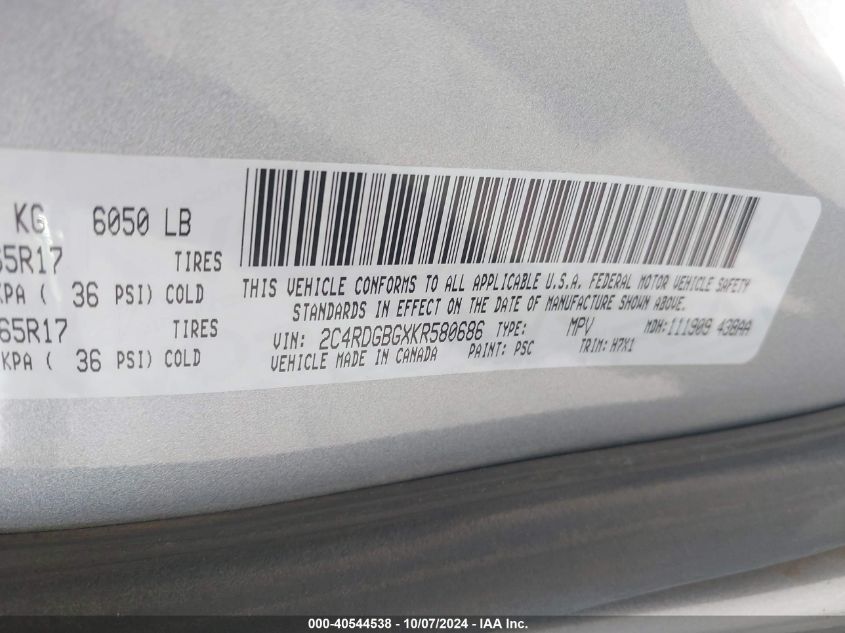 KG 6050 LB
65R17 TIRES
KPA ( 36 PSI) COLD
65R17 TIRES
KPA ( 36 PSI) COLD
THIS VEHICLE CONFORMS TO ALL APPLICABLE U.S.A. FEDERAL MOTOR VEHICLE SAFETY
STANDARDS IN EFFECT ON THE DATE OF MANUFACTURE SHOWN ABOVE.
VIN: 2C4RDGBGXKR580686 TYPE: MPV MDH: 111909 438AA
VEHICLE MADE IN CANADA PAINT: PSC TRIM: H7X1
000-40544538 - 10/07/2024 - IAA Inc.